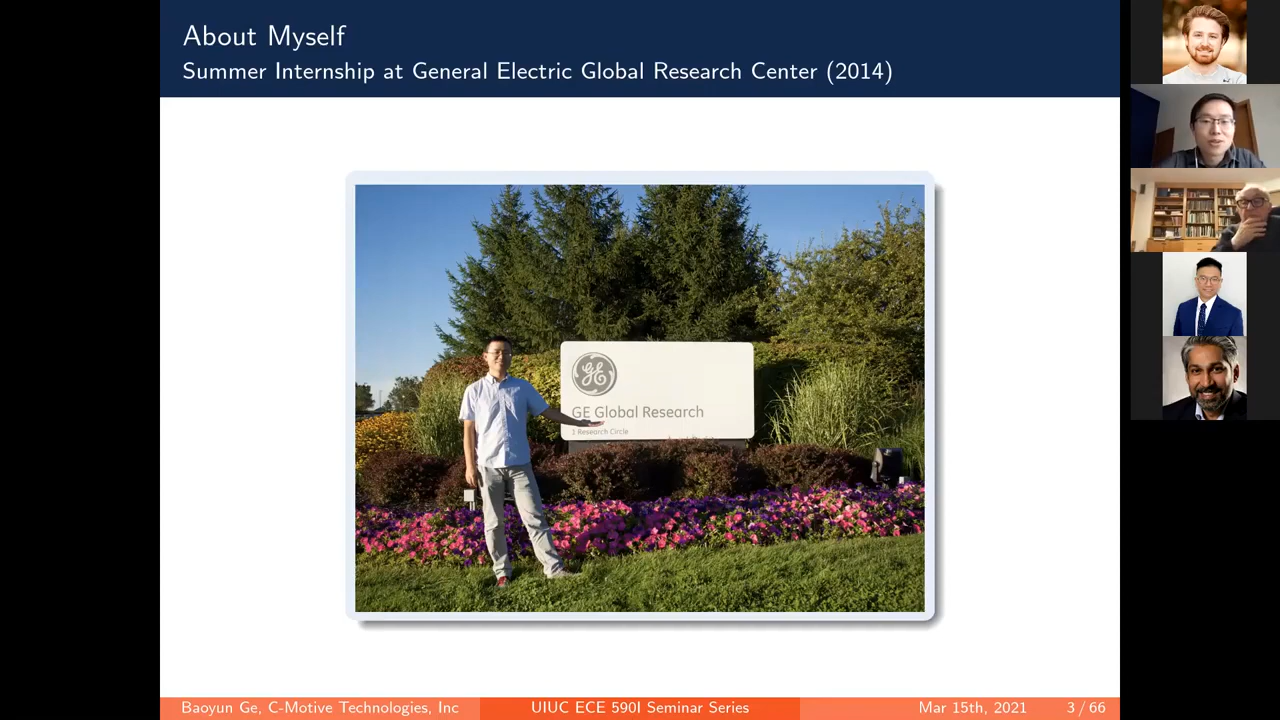 About Myself
Summer Internship at General Electric Global Research Center (2014)
GE
GE Global Research
1 Research Circle
Baoyun Ge, C-Motive Technologies, Inc
UIUC ECE 590I Seminar Series
Mar 15th, 2021
3 / 66